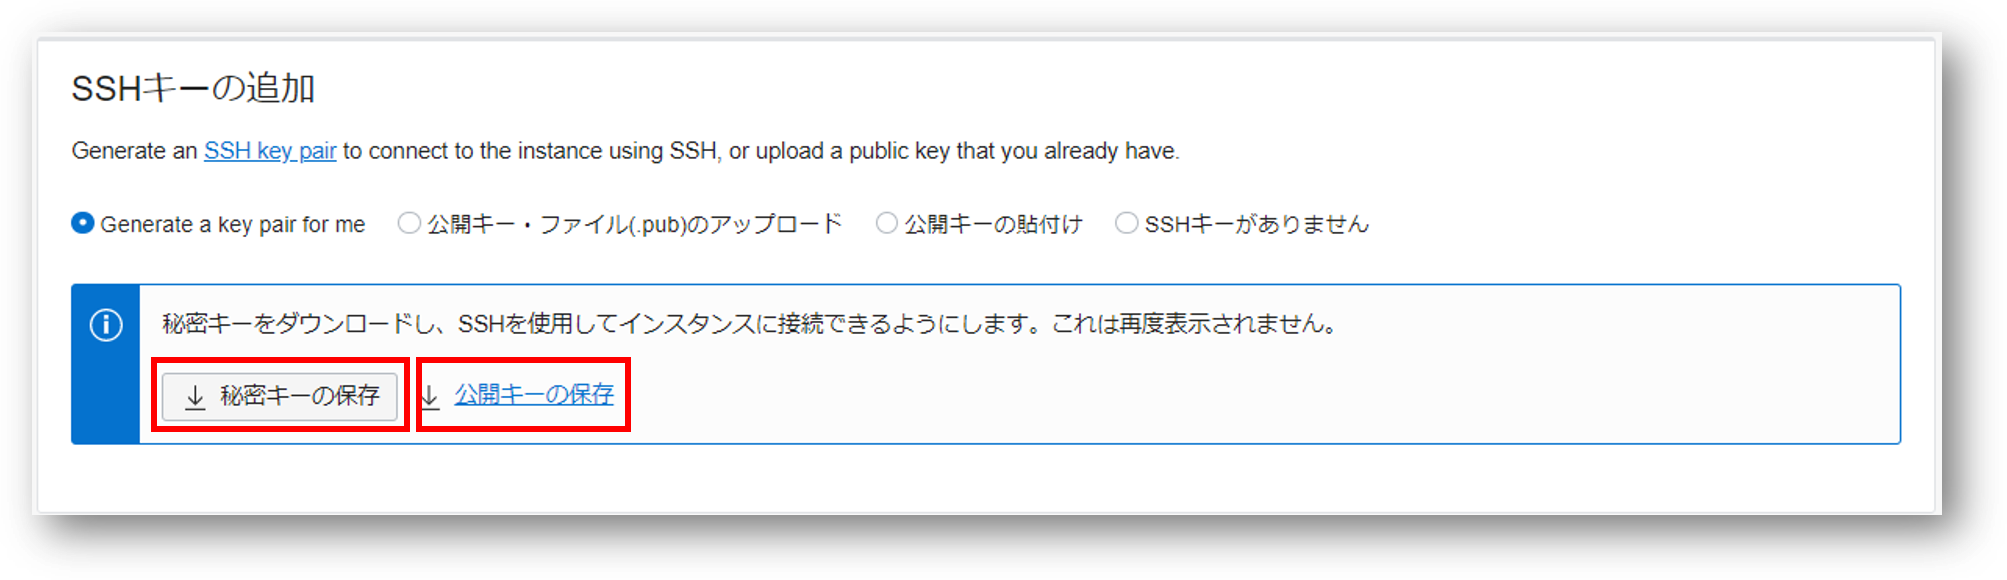 SSHキーの追加
Generate an SSH key pair to connect to the instance using SSH, or upload a public key that you already have.
Generate a key pair for me 公開キー・ファイル(.pub)のアップロード 公開キーの貼付け SSHキーがありません
秘密キーをダウンロードし、SSHを使用してインスタンスに接続できるようにします。これは再度表示されません。
秘密キーの保存 公開キーの保存